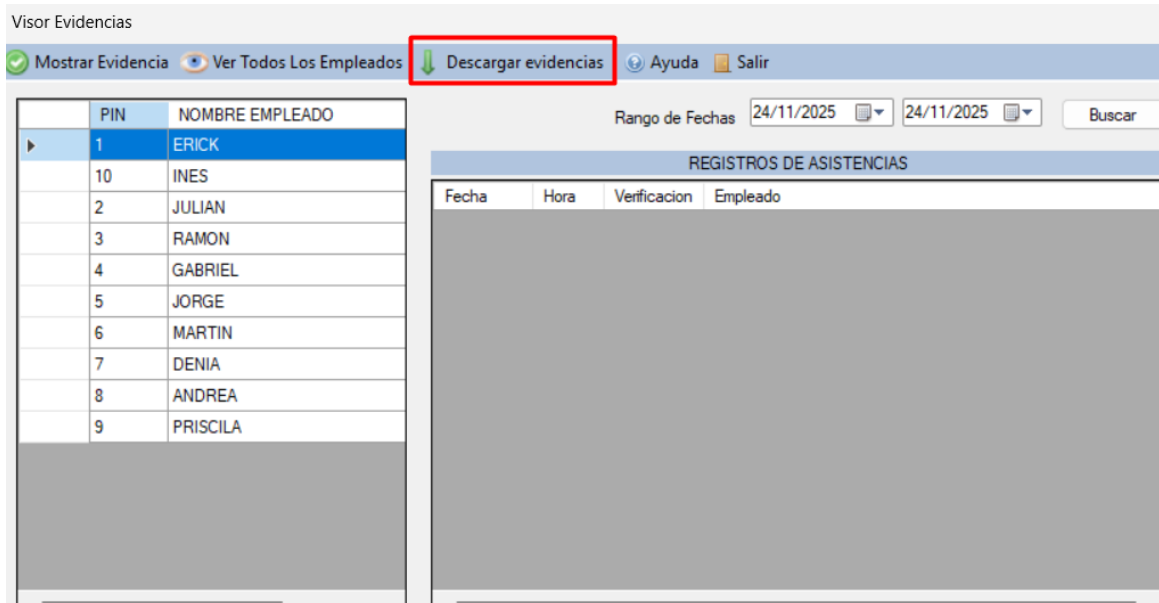 Visor Evidencias
Mostrar Evidencia Ver Todos Los Empleados Descargar evidencias Ayuda Salir
PIN NOMBRE EMPLEADO
1 ERICK
10 INES
2 JULIAN
3 RAMON
4 GABRIEL
5 JORGE
6 MARTIN
7 DENIA
8 ANDREA
9 PRISCILA
Rango de Fechas 24/11/2025 24/11/2025 Buscar
REGISTROS DE ASISTENCIAS
Fecha Hora Verificacion Empleado